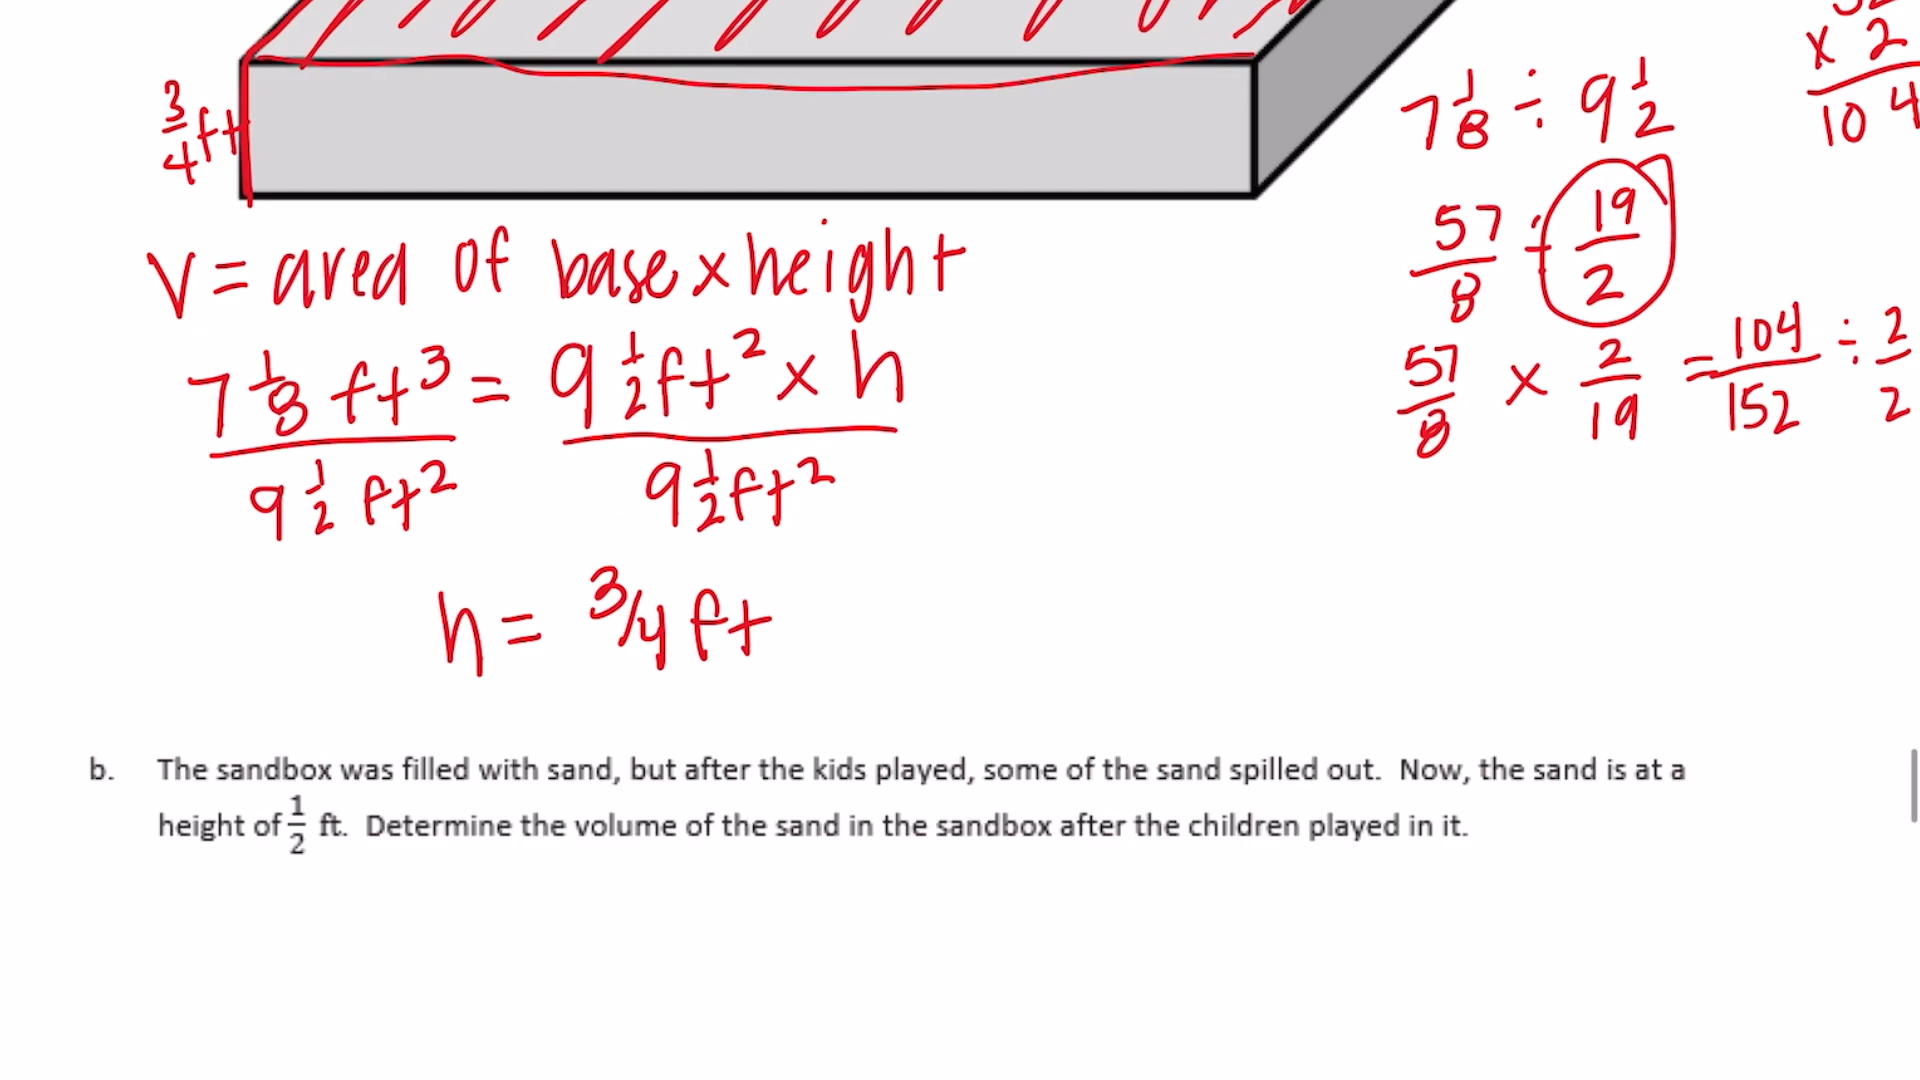 3/4 ft
V = area of base x height
7 1/8 ft³ = 9 1/2 ft² x h
9 1/2 ft² 9 1/2 ft²
h = 3/4 ft
7 1/8 ÷ 9 1/2
57/8 ÷ 19/2
57/8 x 2/19 = 104/152 ÷ 2/2
x 2
104
b. The sandbox was filled with sand, but after the kids played, some of the sand spilled out. Now, the sand is at a
height of 1/2 ft. Determine the volume of the sand in the sandbox after the children played in it.